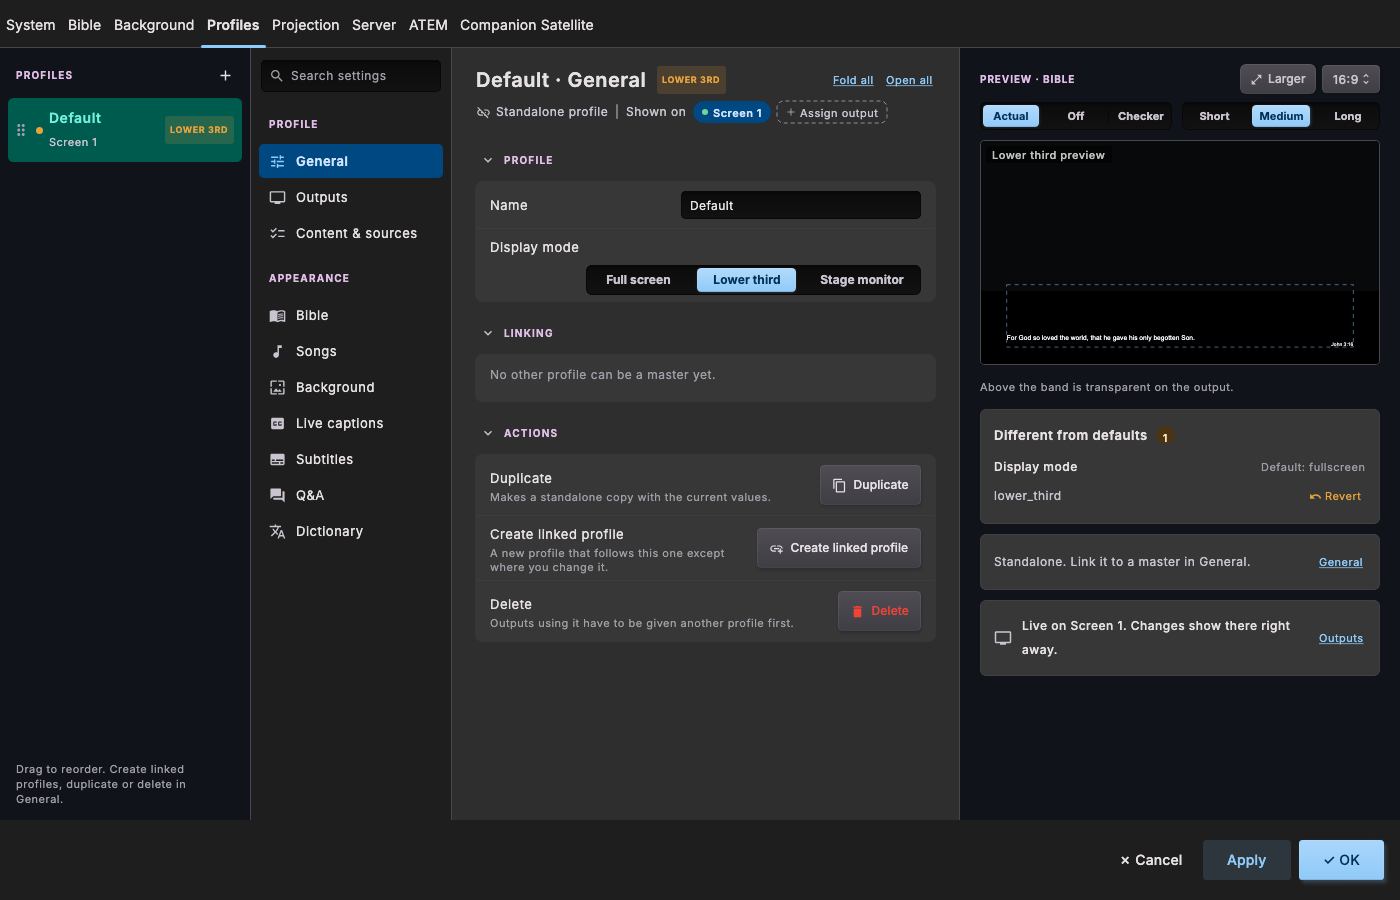 System Bible Background Profiles Projection Server ATEM Companion Satellite
PROFILES
Default
Screen 1
LOWER 3RD
Drag to reorder. Create linked
profiles, duplicate or delete in
General.
Search settings
PROFILE
General
Outputs
Content & sources
APPEARANCE
Bible
Songs
Background
Live captions
Subtitles
Q&A
Dictionary
Default · General LOWER 3RD Fold all Open all
Standalone profile | Shown on Screen 1 + Assign output
PROFILE
Name Default
Display mode
Full screen Lower third Stage monitor
LINKING
No other profile can be a master yet.
ACTIONS
Duplicate
Makes a standalone copy with the current values.
Duplicate
Create linked profile
A new profile that follows this one except
where you change it.
Create linked profile
Delete
Outputs using it have to be given another profile first.
Delete
PREVIEW · BIBLE Larger 16:9
Actual Off Checker Short Medium Long
Lower third preview
For God so loved the world, that he gave his only begotten Son.
John 3:16
Above the band is transparent on the output.
Different from defaults 1
Display mode Default: fullscreen
lower_third Revert
Standalone. Link it to a master in General. General
Live on Screen 1. Changes show there right
away.
Outputs
Cancel Apply OK